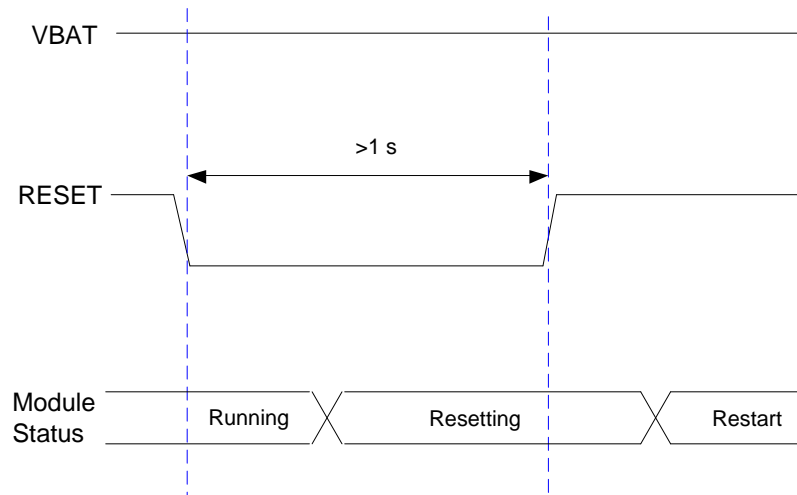 VBAT
>1 s
RESET
Module
Status
Running
Resetting
Restart